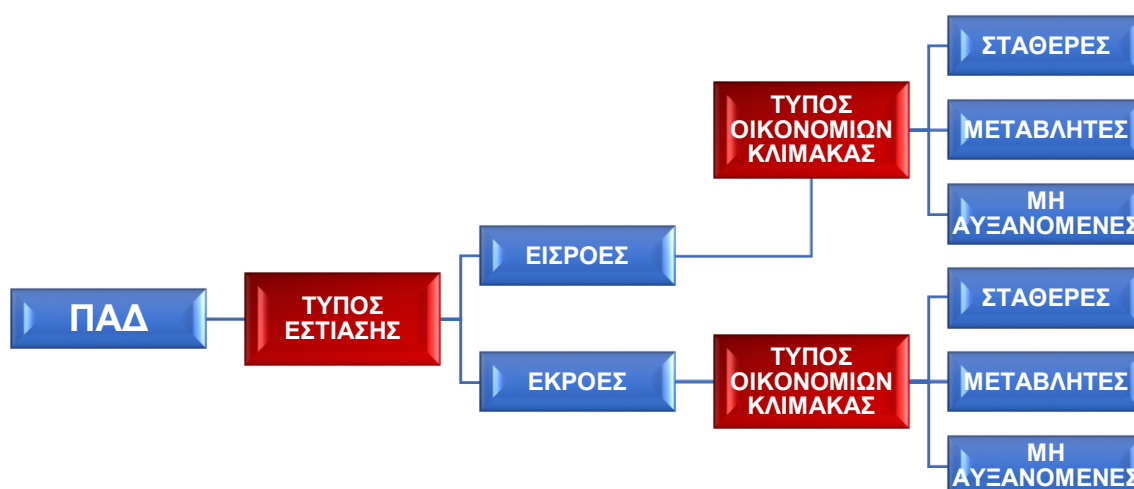 ΠΑΔ
ΤΥΠΟΣ
ΕΣΤΙΑΣΗΣ
ΕΙΣΡΟΕΣ
ΤΥΠΟΣ
ΟΙΚΟΝΟΜΙΩΝ
ΚΛΙΜΑΚΑΣ
ΣΤΑΘΕΡΕΣ
ΜΕΤΑΒΛΗΤΕΣ
ΜΗ
ΑΥΞΑΝΟΜΕΝΕΣ
ΕΚΡΟΕΣ
ΤΥΠΟΣ
ΟΙΚΟΝΟΜΙΩΝ
ΚΛΙΜΑΚΑΣ
ΣΤΑΘΕΡΕΣ
ΜΕΤΑΒΛΗΤΕΣ
ΜΗ
ΑΥΞΑΝΟΜΕΝΕΣ